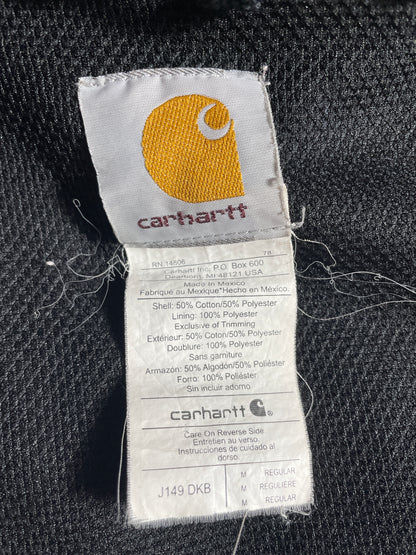 carhartt
RN 14806 78
Carhartt Inc. P.O. Box 600
Dearborn, MI 48121 USA
Made in Mexico
Fabriqué au Mexique*Hecho en México.
Shell: 50% Cotton/50% Polyester
Lining: 100% Polyester
Exclusive of Trimming
Extérieur: 50% Coton/50% Polyester
Doublure: 100% Polyester
Sans garniture
Armazón: 50% Algodón/50% Poliéster
Forro: 100% Poliéster
Sin incluir adorno.
carhartt ®.
Care On Reverse Side
Entretien au verso.
Instrucciones de cuidado al
dorso.
J149 DKB
M REGULAR
M REGULIERE
M REGULAR